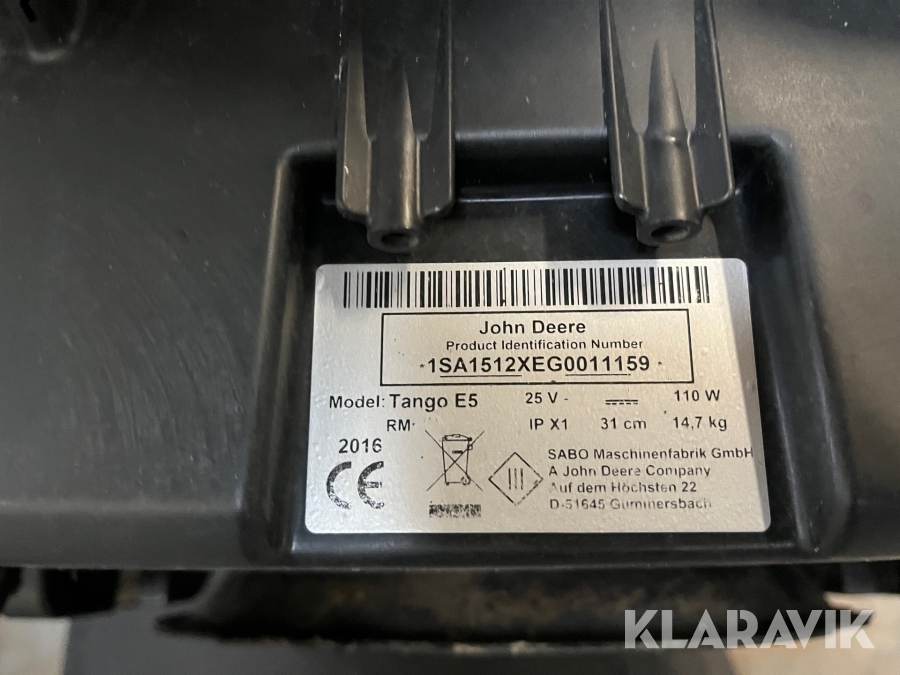 John Deere
Product Identification Number
*1SA1512XEG0011159*
Model: Tango E5 25 V - 110 W
RM IP X1 31 cm 14,7 kg
2016
CE
III
SABO Maschinenfabrik GmbH
A John Deere Company
Auf dem Höchsten 22
D-51645 Gummersbach
KLARAVIK